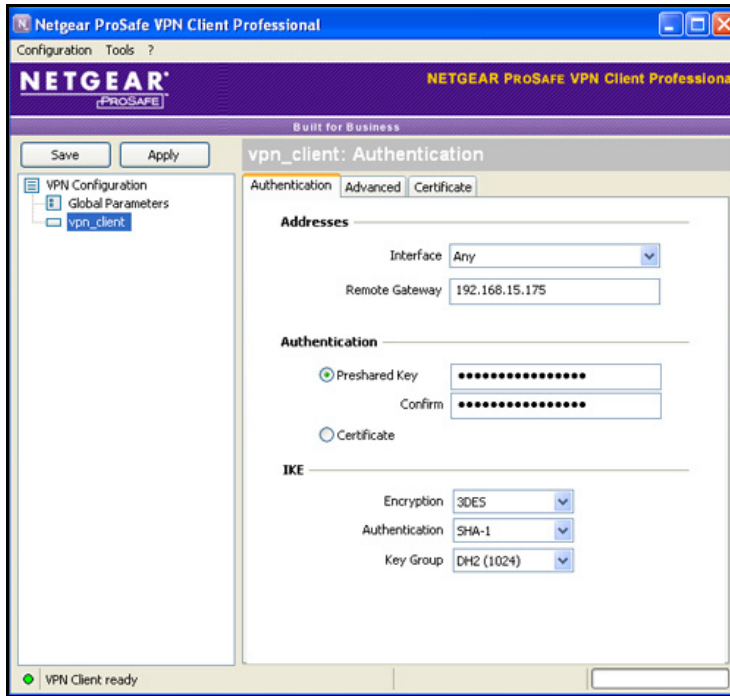 Netgear ProSafe VPN Client Professional
Configuration Tools ?
NETGEAR
PROSAFE
NETGEAR PROSAFE VPN Client Professional
Built for Business
Save Apply
vpn_client: Authentication
VPN Configuration
Global Parameters
vpn_client
Authentication Advanced Certificate
Addresses
Interface Any
Remote Gateway 192.168.15.175
Authentication
Preshared Key ••••••••••••••••
Confirm ••••••••••••••••
Certificate
IKE
Encryption 3DES
Authentication SHA-1
Key Group DH2 (1024)
VPN Client ready